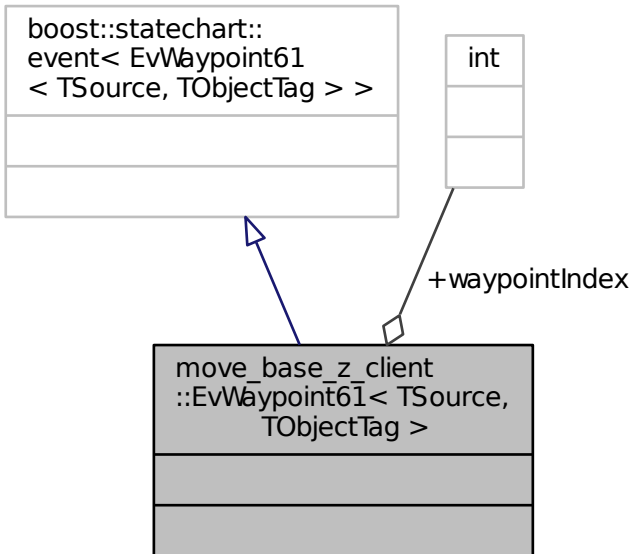 boost::statechart::
event< EvWaypoint61
< TSource, TObjectTag > >
int
+waypointIndex
move_base_z_client
::EvWaypoint61< TSource,
TObjectTag >